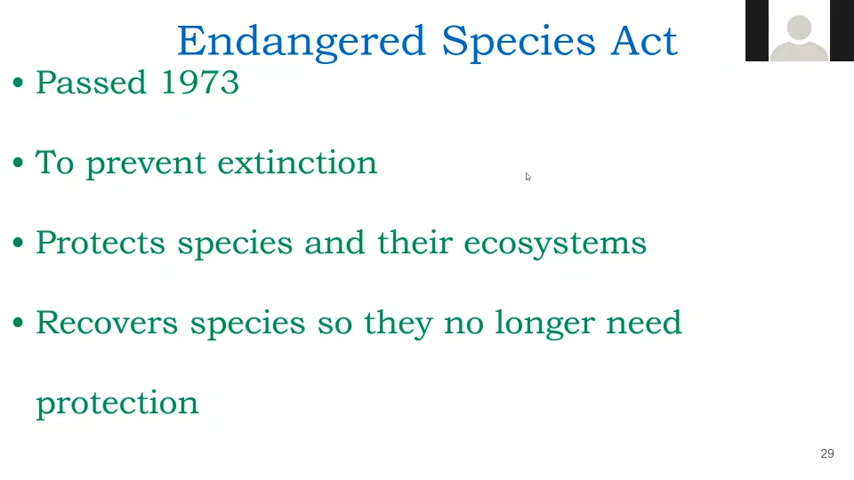 Endangered Species Act
• Passed 1973
• To prevent extinction
• Protects species and their ecosystems
• Recovers species so they no longer need
protection
29